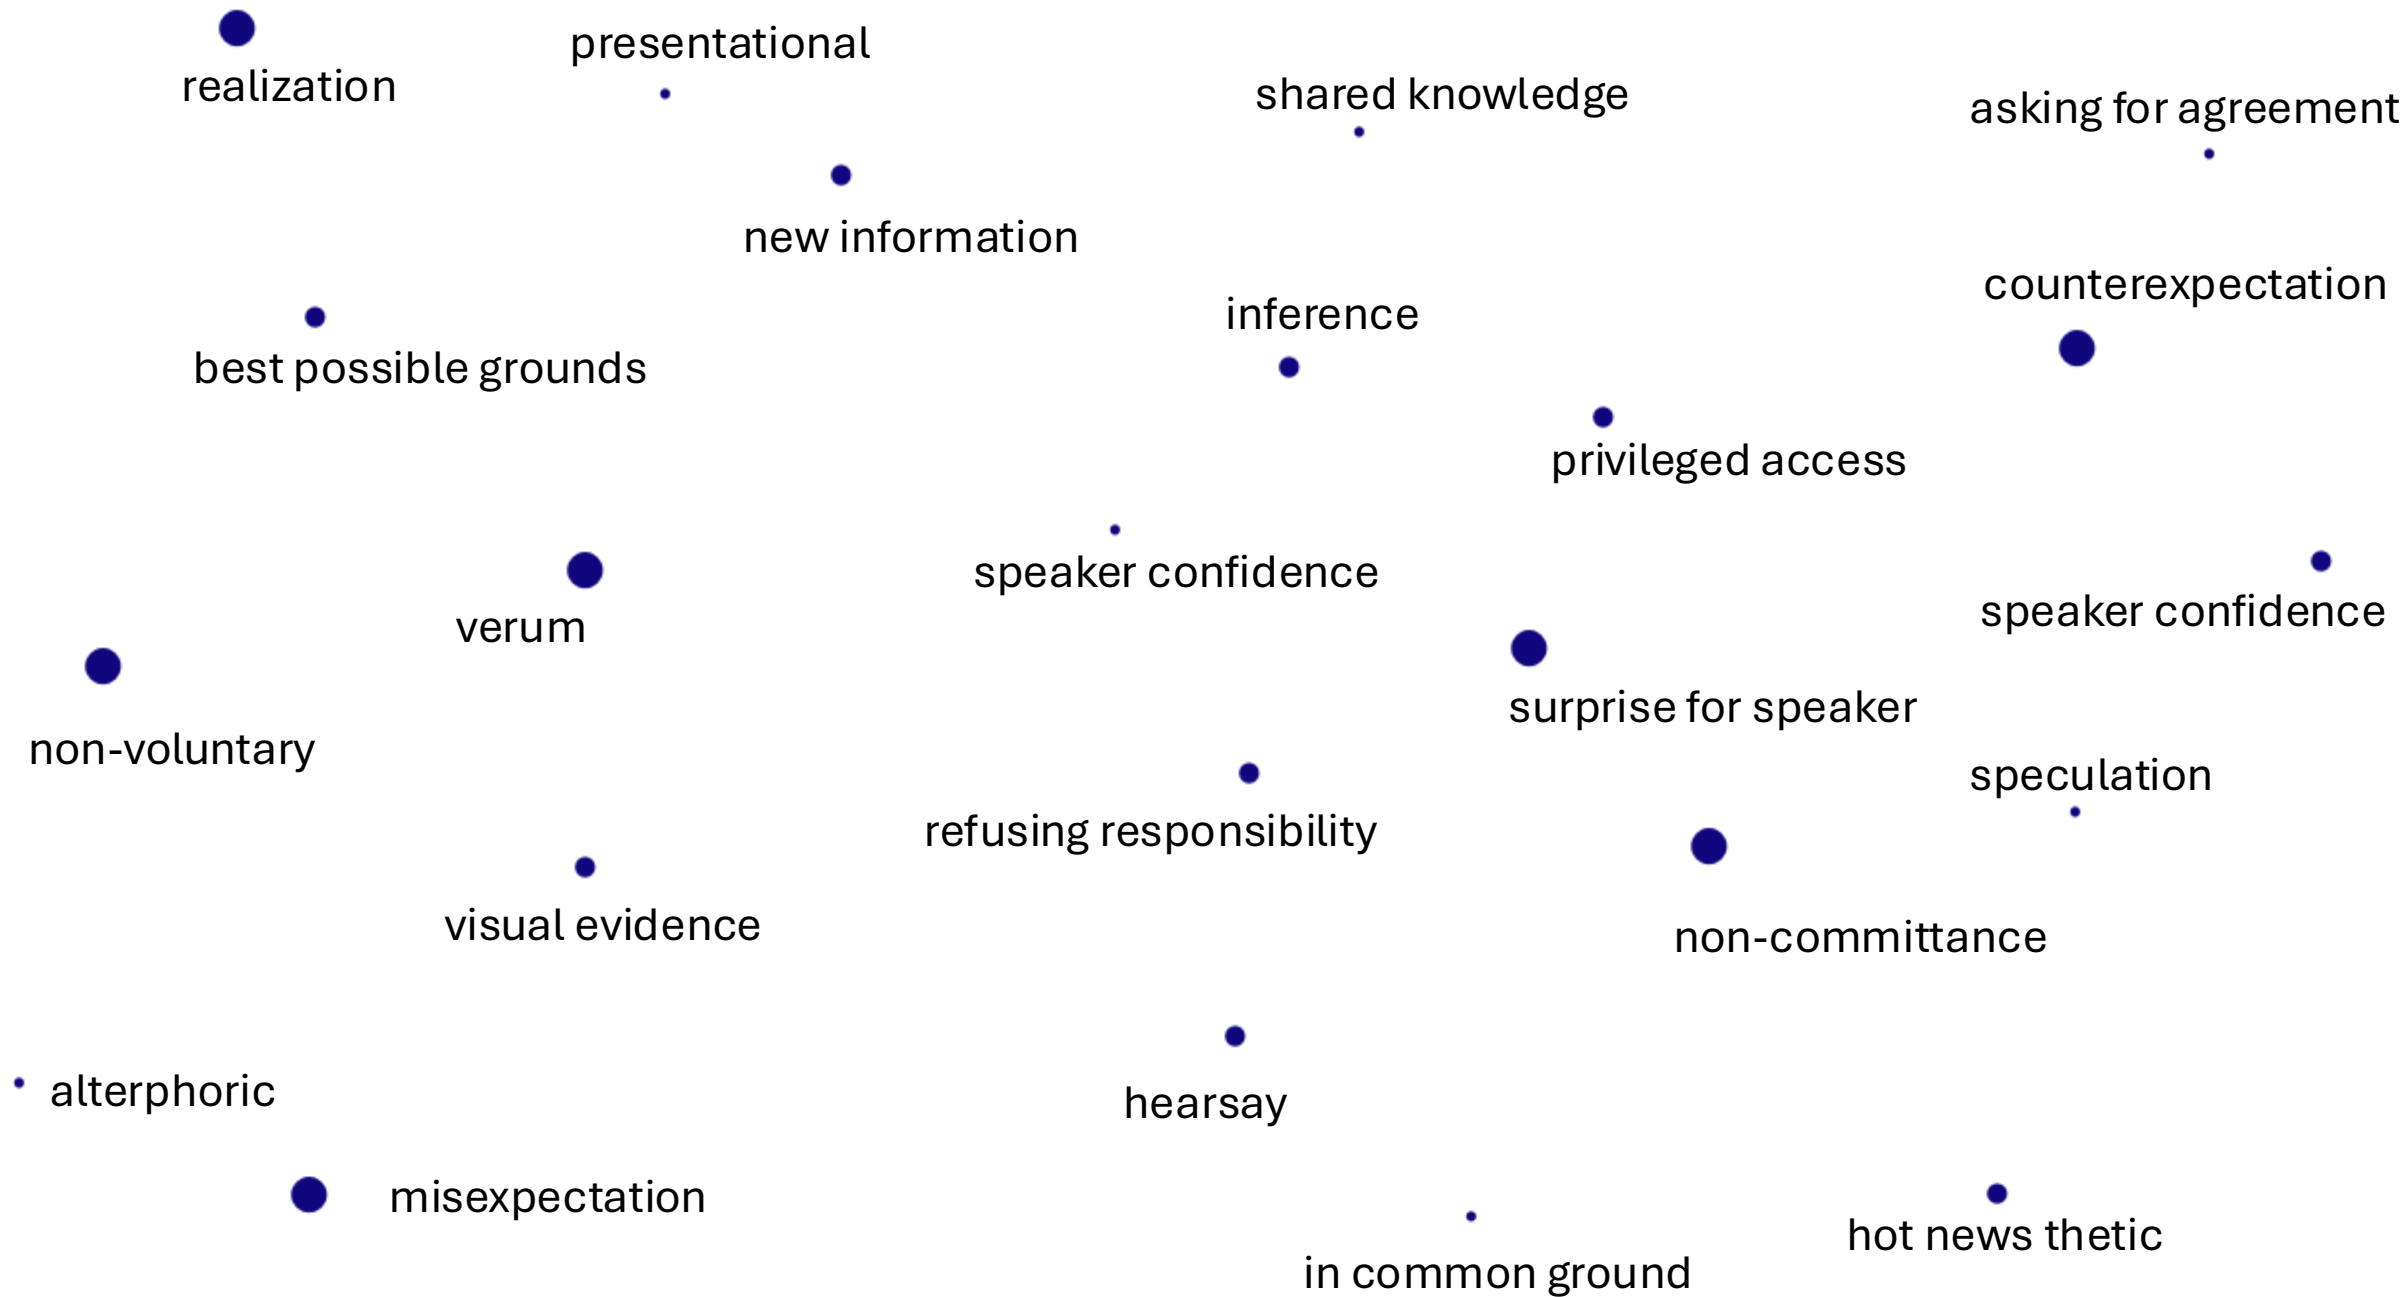 presentational
realization
shared knowledge
asking for agreement
new information
counterexpectation
inference
best possible grounds
privileged access
speaker confidence
speaker confidence
verum
surprise for speaker
non-voluntary
speculation
refusing responsibility
visual evidence
non-committance
alterphoric
hearsay
misexpectation
hot news thetic
in common ground